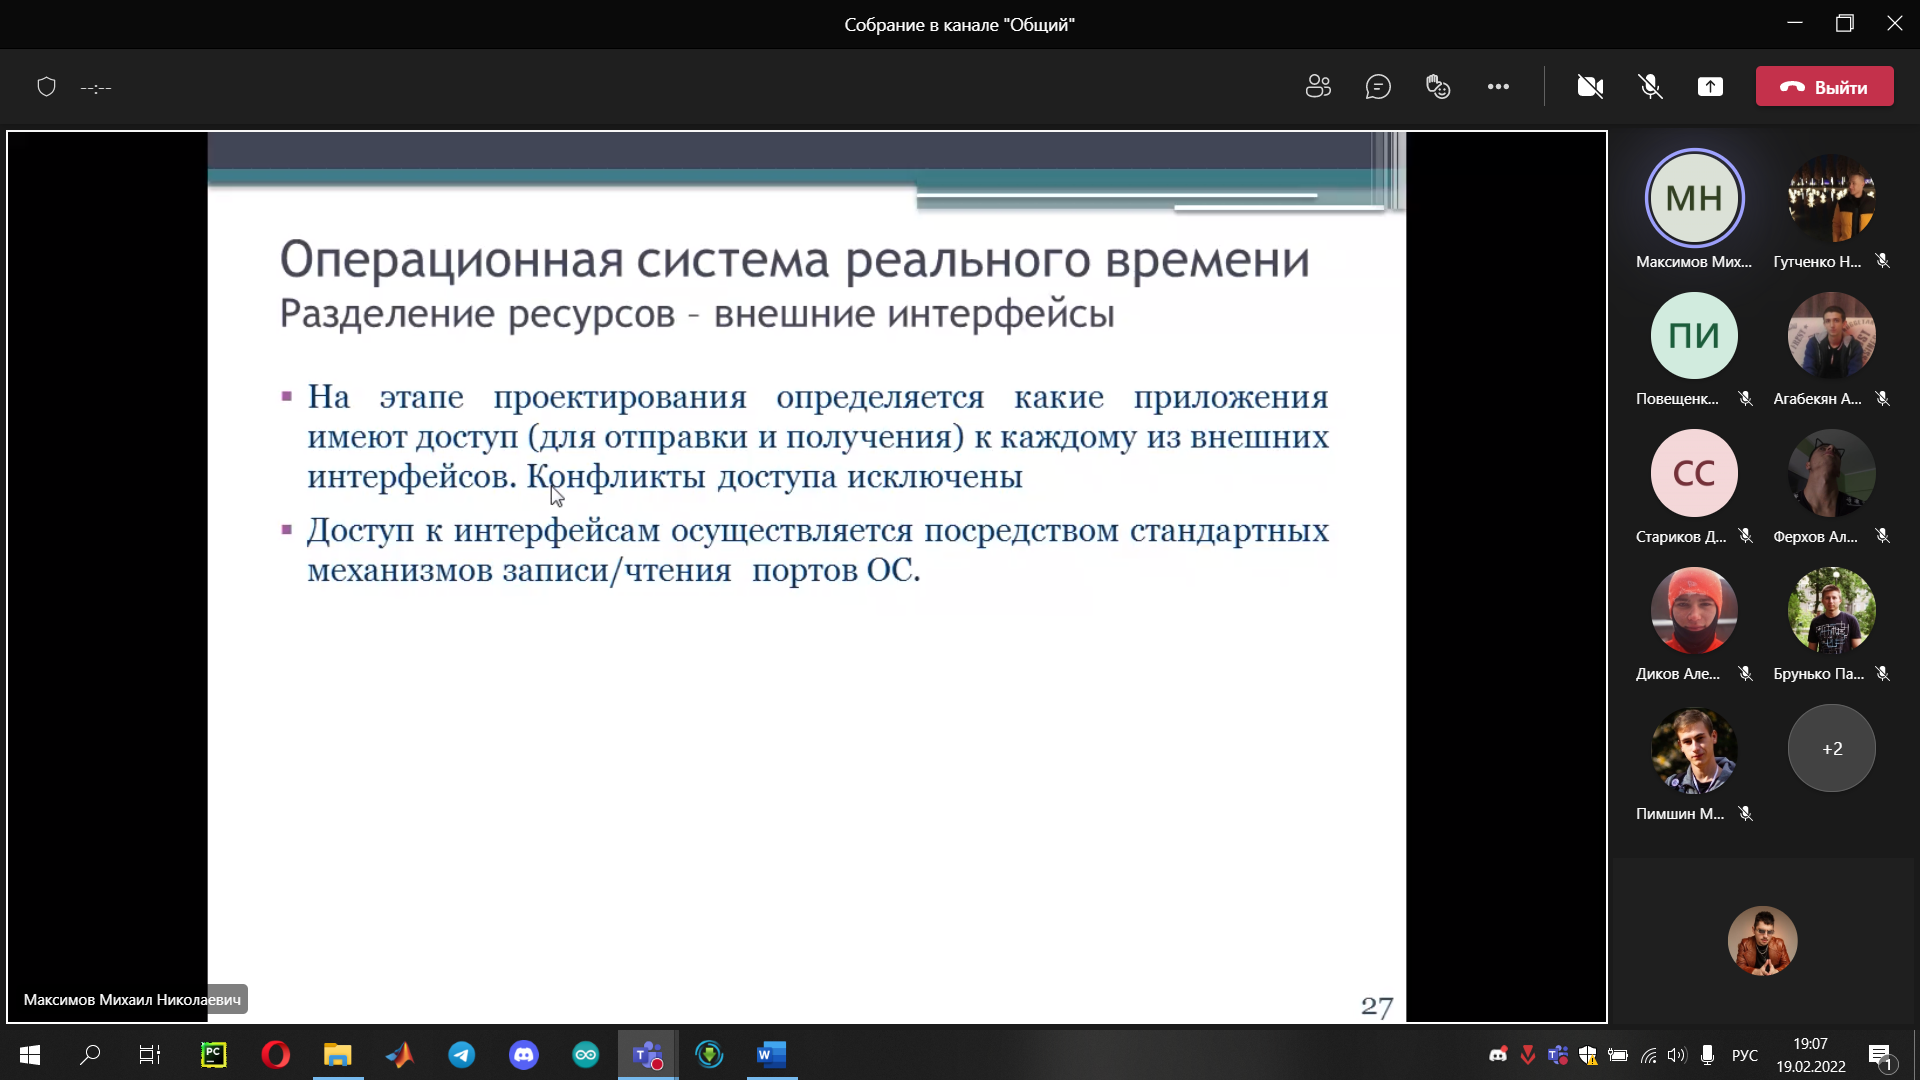 Собрание в канале "Общий"
--:--
Выйти
Операционная система реального времени
Разделение ресурсов – внешние интерфейсы
На этапе проектирования определяется какие приложения
имеют доступ (для отправки и получения) к каждому из внешних
интерфейсов. Конфликты доступа исключены
Доступ к интерфейсам осуществляется посредством стандартных
механизмов записи/чтения портов ОС.
27
Максимов Михаил Николаевич
МН
Максимов Мих...
Гутченко Н...
ПИ
Повещенк...
Агабекян А...
СС
Стариков Д...
Ферхов Ал...
Диков Але...
Брунько Па...
Пимшин М...
+2
PC
T
W
РУС
19:07
19.02.2022
1